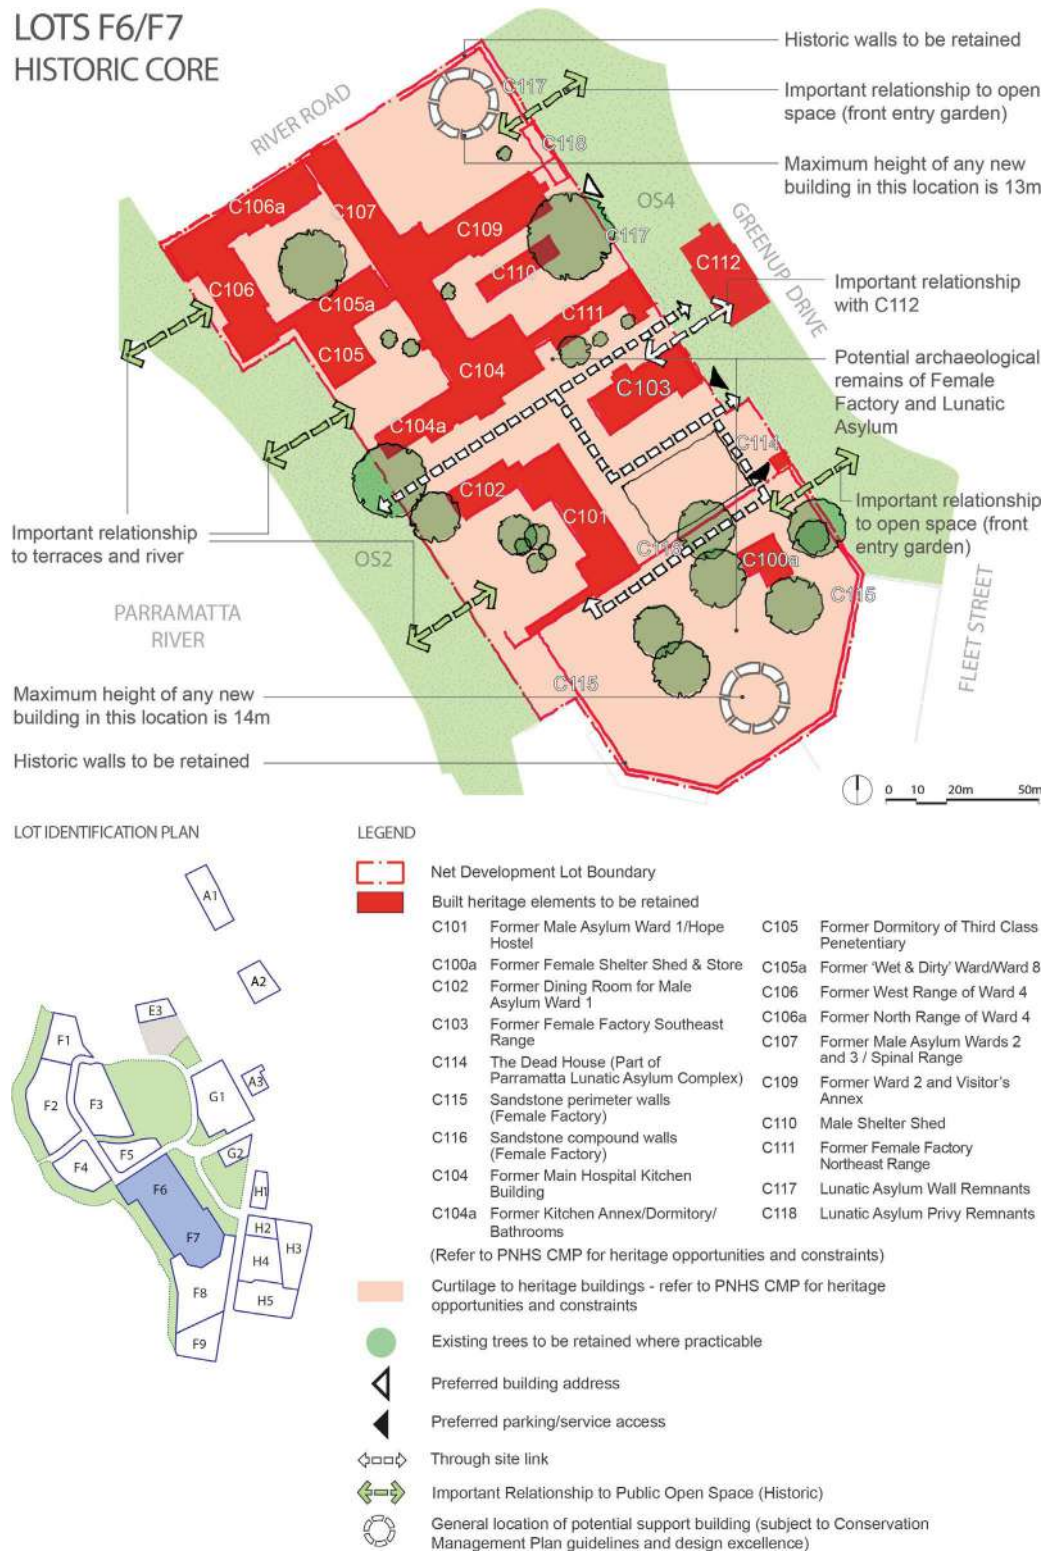 LOTS F6/F7
HISTORIC CORE
Historic walls to be retained
Important relationship to open
space (front entry garden)
Maximum height of any new
building in this location is 13m
Important relationship
with C112
Potential archaeological
remains of Female
Factory and Lunatic
Asylum
Important relationship
to open space (front
entry garden)
Important relationship
to terraces and river
Maximum height of any new
building in this location is 14m
Historic walls to be retained
RIVER ROAD
C117
C118
OS4
GREENUP DRIVE
C106a
C107
C109
C117
C112
C110
C106
C105a
C111
C105
C104
C103
C104a
C114
C102
C101
C116
C100a
C115
OS2
PARRAMATTA
RIVER
FLEET STREET
C115
0 10 20m 50m
LOT IDENTIFICATION PLAN
A1
A2
E3
F1
A3
G1
F2
F3
F5
G2
F4
F6
H1
F7
H2
H3
H4
F8
H5
F9
LEGEND
Net Development Lot Boundary
Built heritage elements to be retained
C101 Former Male Asylum Ward 1/Hope
Hostel
C100a Former Female Shelter Shed & Store
C102 Former Dining Room for Male
Asylum Ward 1
C103 Former Female Factory Southeast
Range
C114 The Dead House (Part of
Parramatta Lunatic Asylum Complex)
C115 Sandstone perimeter walls
(Female Factory)
C116 Sandstone compound walls
(Female Factory)
C104 Former Main Hospital Kitchen
Building
C104a Former Kitchen Annex/Dormitory/
Bathrooms
C105 Former Dormitory of Third Class
Penetentiary
C105a Former 'Wet & Dirty' Ward/Ward 8
C106 Former West Range of Ward 4
C106a Former North Range of Ward 4
C107 Former Male Asylum Wards 2
and 3 / Spinal Range
C109 Former Ward 2 and Visitor's
Annex
C110 Male Shelter Shed
C111 Former Female Factory
Northeast Range
C117 Lunatic Asylum Wall Remnants
C118 Lunatic Asylum Privy Remnants
(Refer to PNHS CMP for heritage opportunities and constraints)
Curtilage to heritage buildings - refer to PNHS CMP for heritage
opportunities and constraints
Existing trees to be retained where practicable
Preferred building address
Preferred parking/service access
Through site link
Important Relationship to Public Open Space (Historic)
General location of potential support building (subject to Conservation
Management Plan guidelines and design excellence)